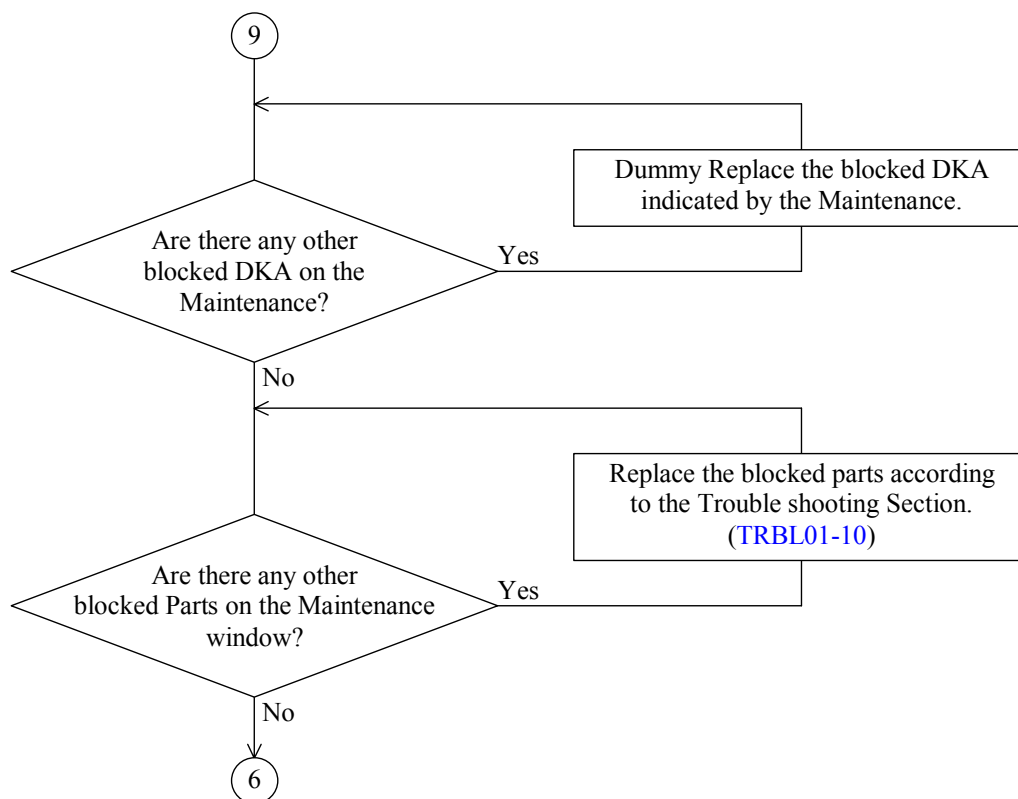 9
Dummy Replace the blocked DKA
indicated by the Maintenance.
Are there any other
blocked DKA on the
Maintenance?
Yes
No
Replace the blocked parts according
to the Trouble shooting Section.
(TRBL01-10)
Are there any other
blocked Parts on the Maintenance
window?
Yes
No
6